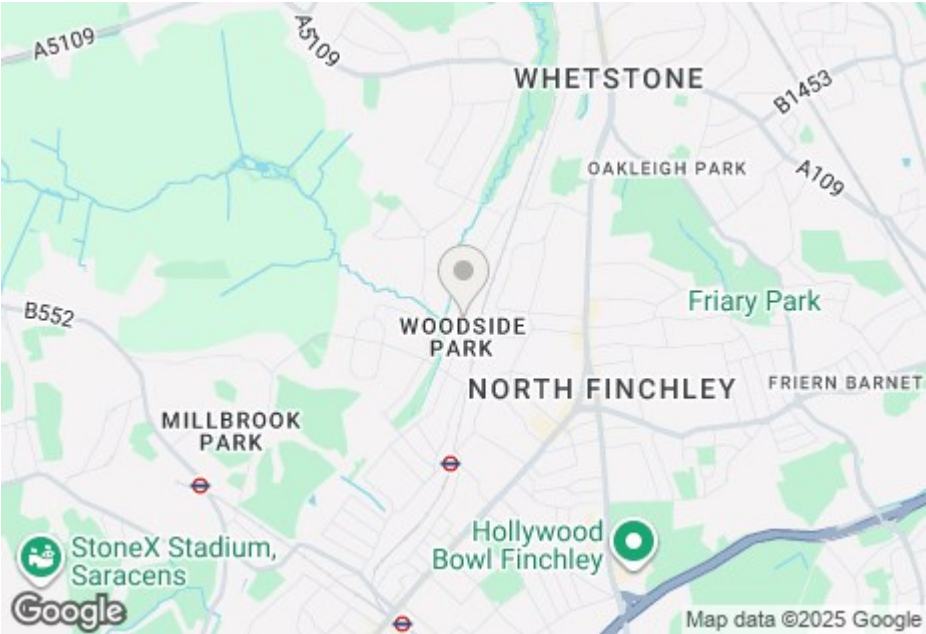 A5109
A5109
WHETSTONE
B1453
OAKLEIGH PARK
A109
B552
Friary Park
WOODSIDE
PARK
NORTH FINCHLEY
FRIERN BARNET
MILLBROOK
PARK
Hollywood
Bowl Finchley
StoneX Stadium,
Saracens
Google
Map data ©2025 Google